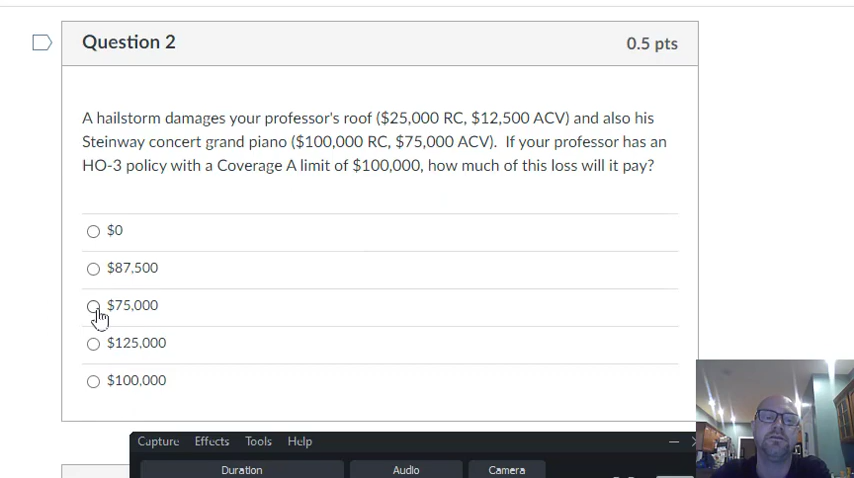 Question 2
0.5 pts
A hailstorm damages your professor's roof ($25,000 RC, $12,500 ACV) and also his
Steinway concert grand piano ($100,000 RC, $75,000 ACV).  If your professor has an
HO-3 policy with a Coverage A limit of $100,000, how much of this loss will it pay?
$0
$87,500
$75,000
$125,000
$100,000
Capture Effects Tools Help
Duration Audio Camera